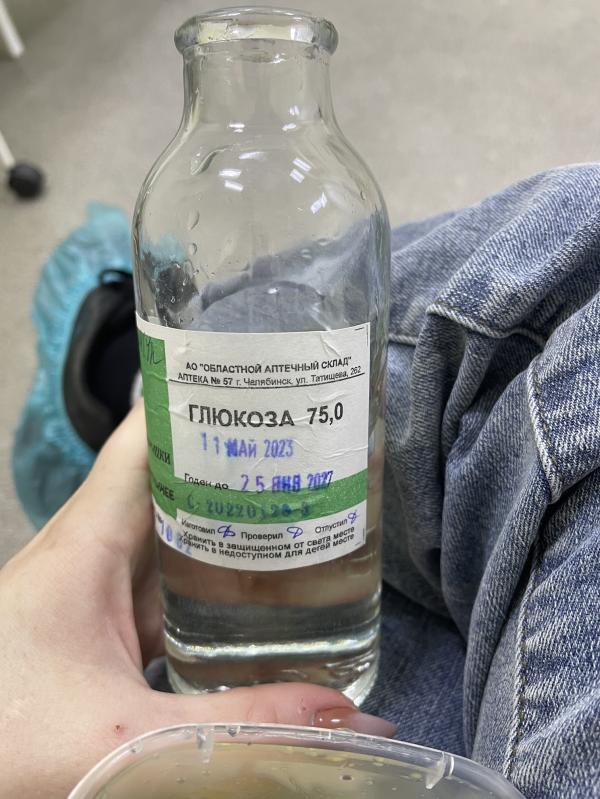 АО "ОБЛАСТНОЙ АПТЕЧНЫЙ СКЛАД"
АПТЕКА № 57 г. Челябинск, ул. Татищева, 262
ГЛЮКОЗА 75,0
11 МАЙ 2023
Годен до 25 ЯНВ 2027
Изготовил Проверил Отпустил
Хранить в защищенном от света месте
Хранить в недоступном для детей месте